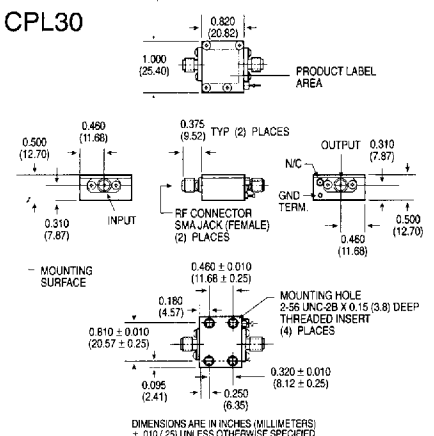 CPL30
0.820
(20.82)
1.000
(25.40)
PRODUCT LABEL
AREA
0.375
(9.52) TYP (2) PLACES
0.460
(11.68)
0.500
(12.70)
0.310
(7.87)
INPUT
RF CONNECTOR
SMA JACK (FEMALE)
(2) PLACES
OUTPUT
0.310
(7.87)
N/C
GND
TERM.
0.500
(12.70)
0.460
(11.68)
MOUNTING
SURFACE
0.460 ± 0.010
(11.68 ± 0.25)
0.180
(4.57)
MOUNTING HOLE
2-56 UNC-2B X 0.15 (3.8) DEEP
THREADED INSERT
(4) PLACES
0.810 ± 0.010
(20.57 ± 0.25)
0.320 ± 0.010
(8.12 ± 0.25)
0.095
(2.41)
0.250
(6.35)
DIMENSIONS ARE IN INCHES (MILLIMETERS)
± .010 (.25) UNLESS OTHERWISE SPECIFIED